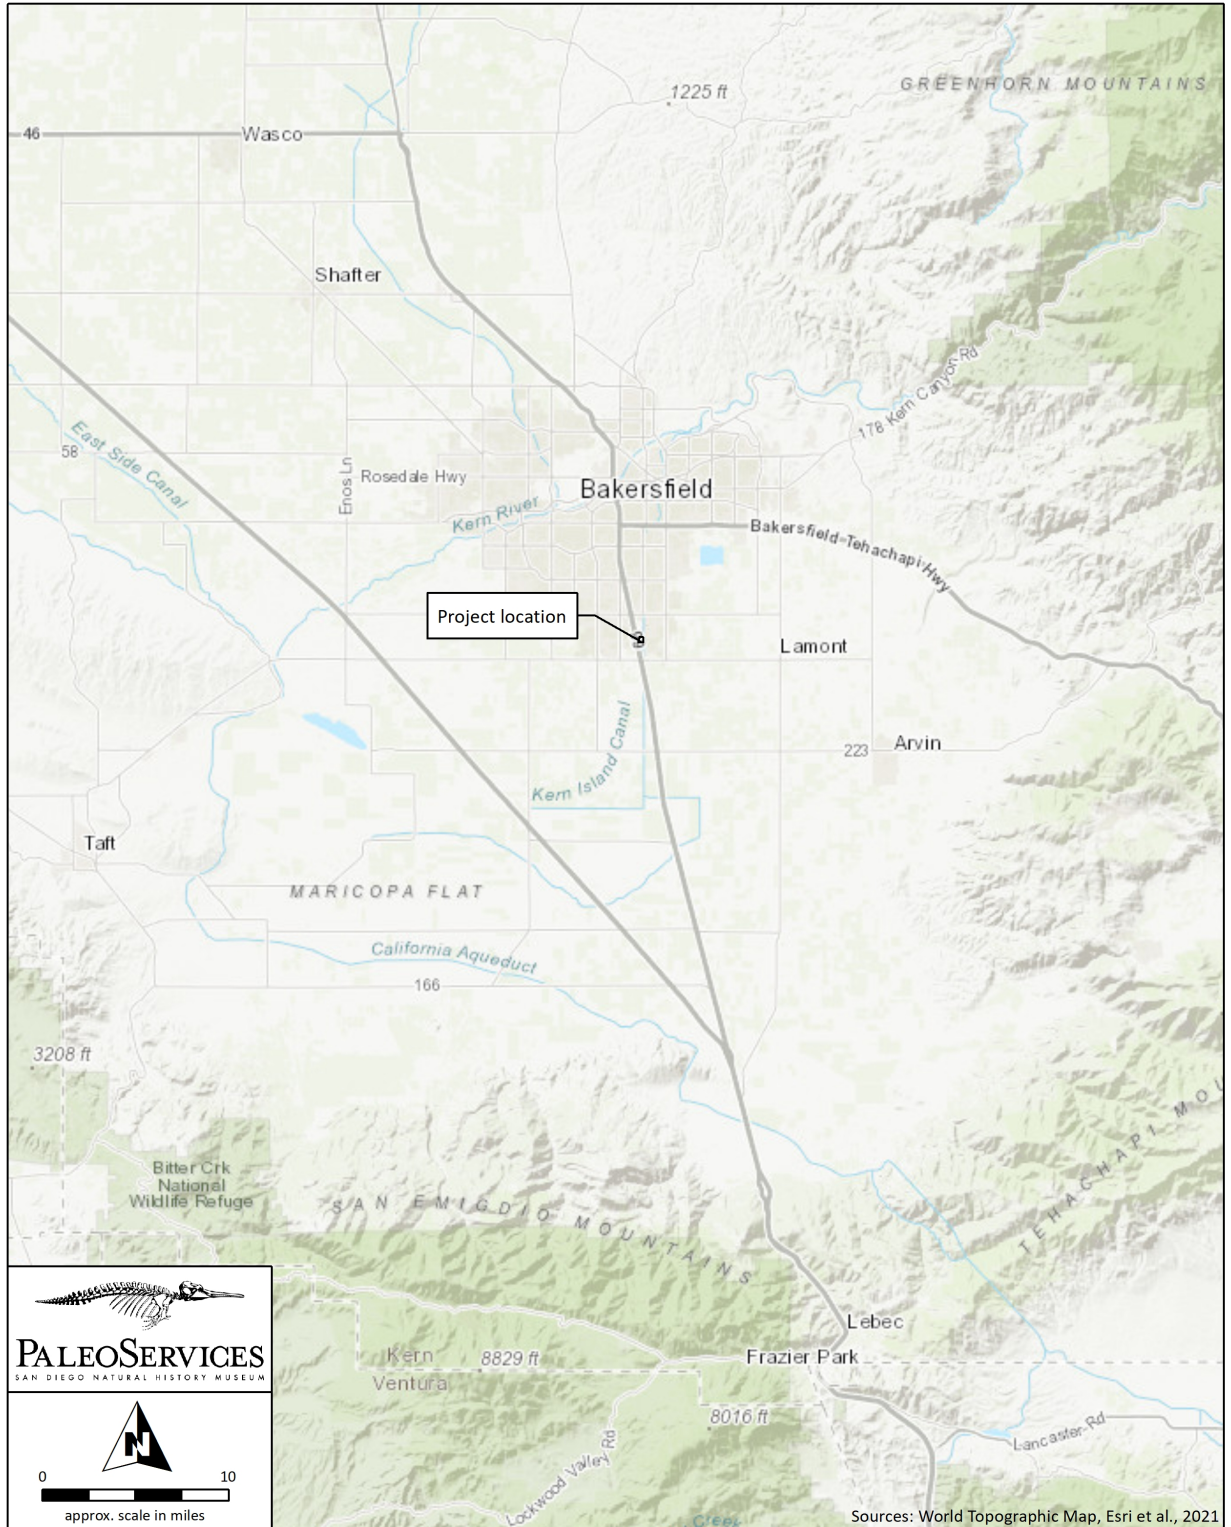 GREENHORN MOUNTAINS
1225 ft
46
Wasco
Shafter
178 Kern Canyon Rd
East Side Canal
58
Enos Ln
Rosedale Hwy
Bakersfield
Kern River
Bakersfield-Tehachapi Hwy
Project location
Lamont
Kern Island Canal
223
Arvin
Taft
MARICOPA FLAT
California Aqueduct
166
3208 ft
TEHACHAPI MOU
Bitter Crk
National
Wildlife Refuge
SAN EMIGDIO MOUNTAINS
Lebec
Frazier Park
Kern
Ventura
8829 ft
8016 ft
Lancaster Rd
Lockwood Valley Rd
Creek
PALEOSERVICES
SAN DIEGO NATURAL HISTORY MUSEUM
N
0 10
approx. scale in miles
Sources: World Topographic Map, Esri et al., 2021